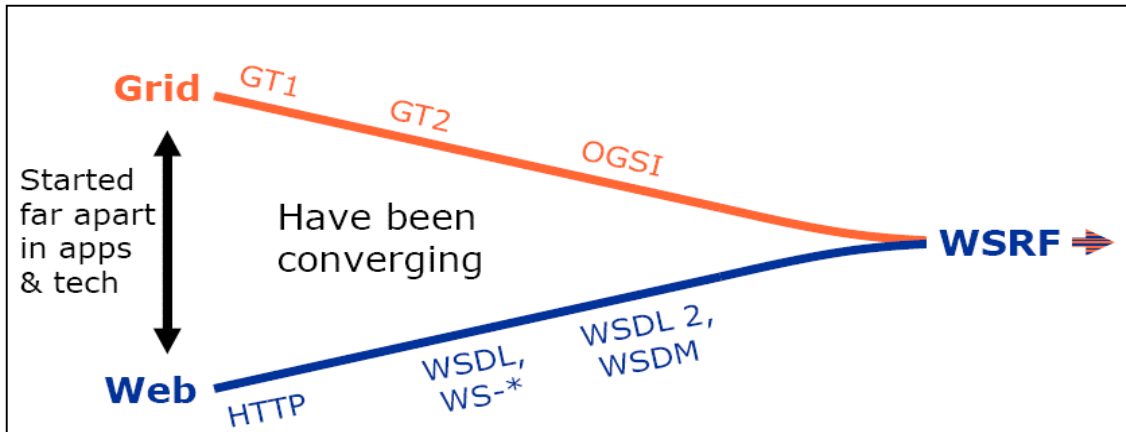 Grid
GT1
GT2
OGSI
Started
far apart
in apps
& tech
Have been
converging
WSRF
Web
HTTP
WSDL,
WS-*
WSDL 2,
WSDM